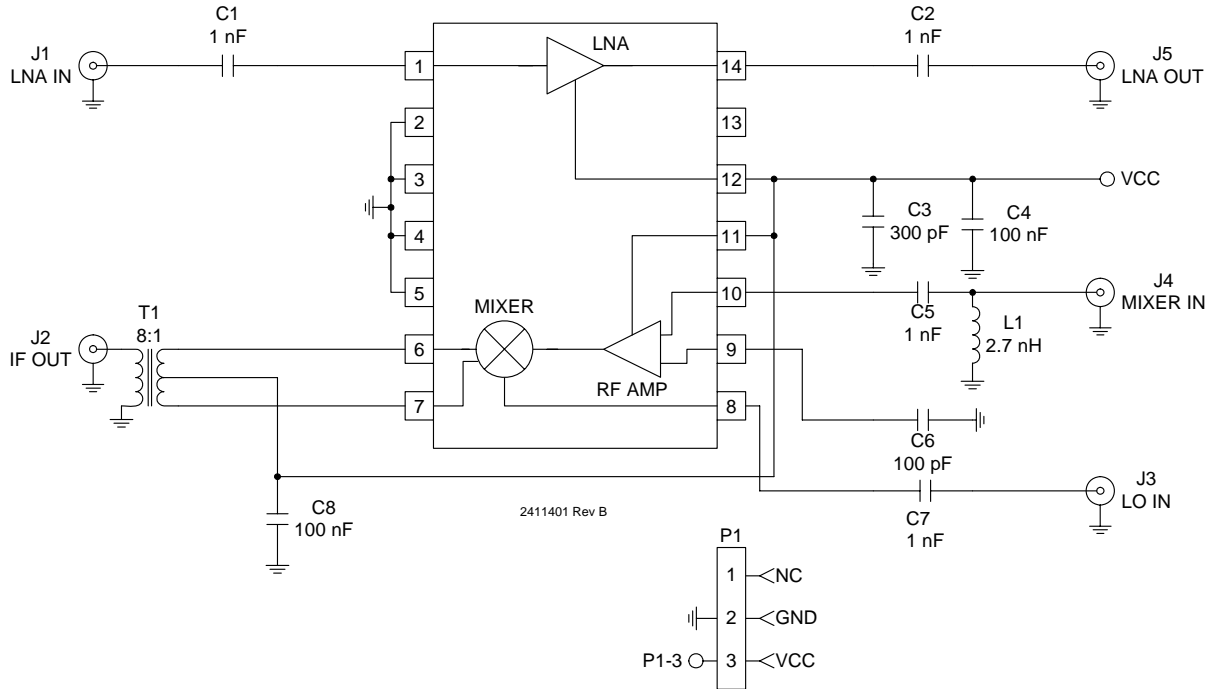 C1
1 nF
J1
LNA IN
1
LNA
14
C2
1 nF
J5
LNA OUT
2
13
3
12
VCC
C3
300 pF
C4
100 nF
4
11
5
10
C5
1 nF
J4
MIXER IN
L1
2.7 nH
J2
IF OUT
T1
8:1
6
MIXER
RF AMP
9
7
8
C6
100 pF
C8
100 nF
2411401 Rev B
C7
1 nF
J3
LO IN
P1
1
NC
2
GND
P1-3
3
VCC